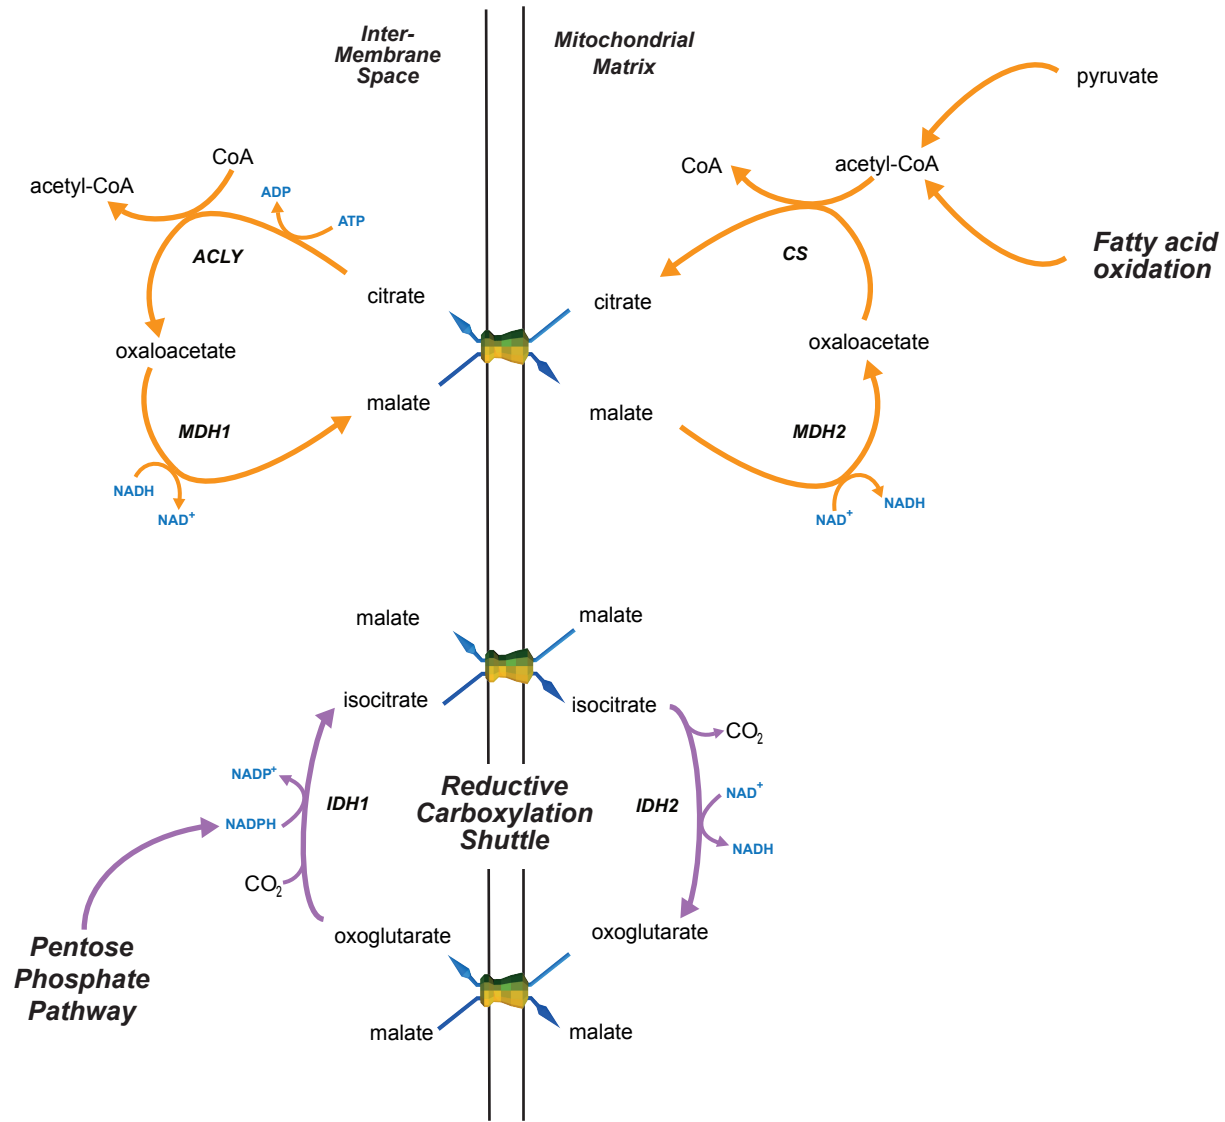 Inter-
Membrane
Space
Mitochondrial
Matrix
pyruvate
CoA
acetyl-CoA
ADP
ATP
ACLY
citrate
oxaloacetate
malate
MDH1
NADH
NAD+
CoA
acetyl-CoA
CS
Fatty acid
oxidation
citrate
oxaloacetate
malate
MDH2
NAD+
NADH
malate
malate
isocitrate
isocitrate
CO2
NADP+
IDH1
NADPH
CO2
Reductive
Carboxylation
Shuttle
IDH2
NAD+
NADH
oxoglutarate
oxoglutarate
Pentose
Phosphate
Pathway
malate
malate